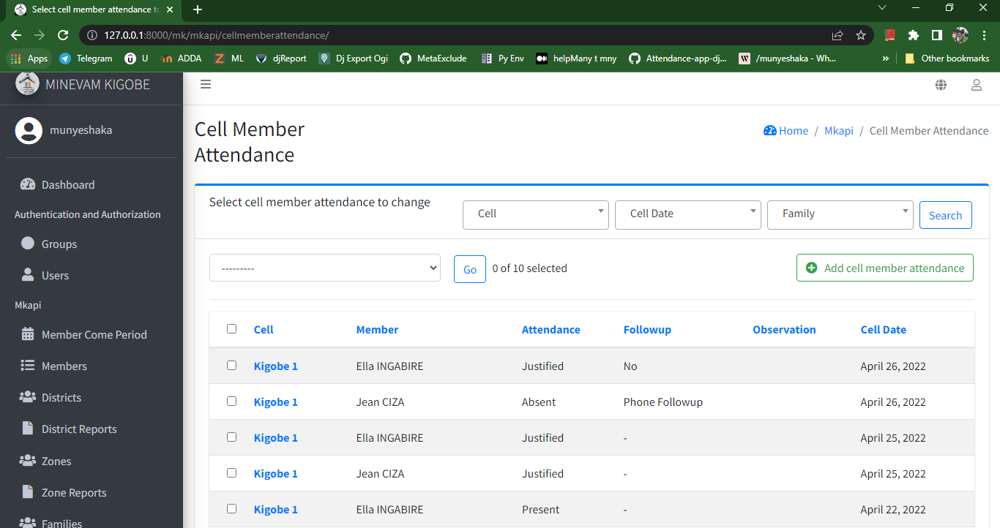 Select cell member attendance to
127.0.0.1:8000/mk/mkapi/cellmemberattendance/
Apps Telegram U ADDA ML djReport Dj Export Ogi MetaExclude Py Env helpMany t mny Attendance-app-dj... /munyeshaka - Wh... » Other bookmarks
MINEVAM KIGOBE
munyeshaka
Dashboard
Authentication and Authorization
Groups
Users
Mkapi
Member Come Period
Members
Districts
District Reports
Zones
Zone Reports
Families
Cell Member
Attendance
Home / Mkapi / Cell Member Attendance
Select cell member attendance to change
Cell Cell Date Family Search
--------- Go 0 of 10 selected Add cell member attendance
Cell Member Attendance Followup Observation Cell Date
Kigobe 1 Ella INGABIRE Justified No April 26, 2022
Kigobe 1 Jean CIZA Absent Phone Followup April 26, 2022
Kigobe 1 Ella INGABIRE Justified - April 25, 2022
Kigobe 1 Jean CIZA Justified - April 25, 2022
Kigobe 1 Ella INGABIRE Present - April 22, 2022